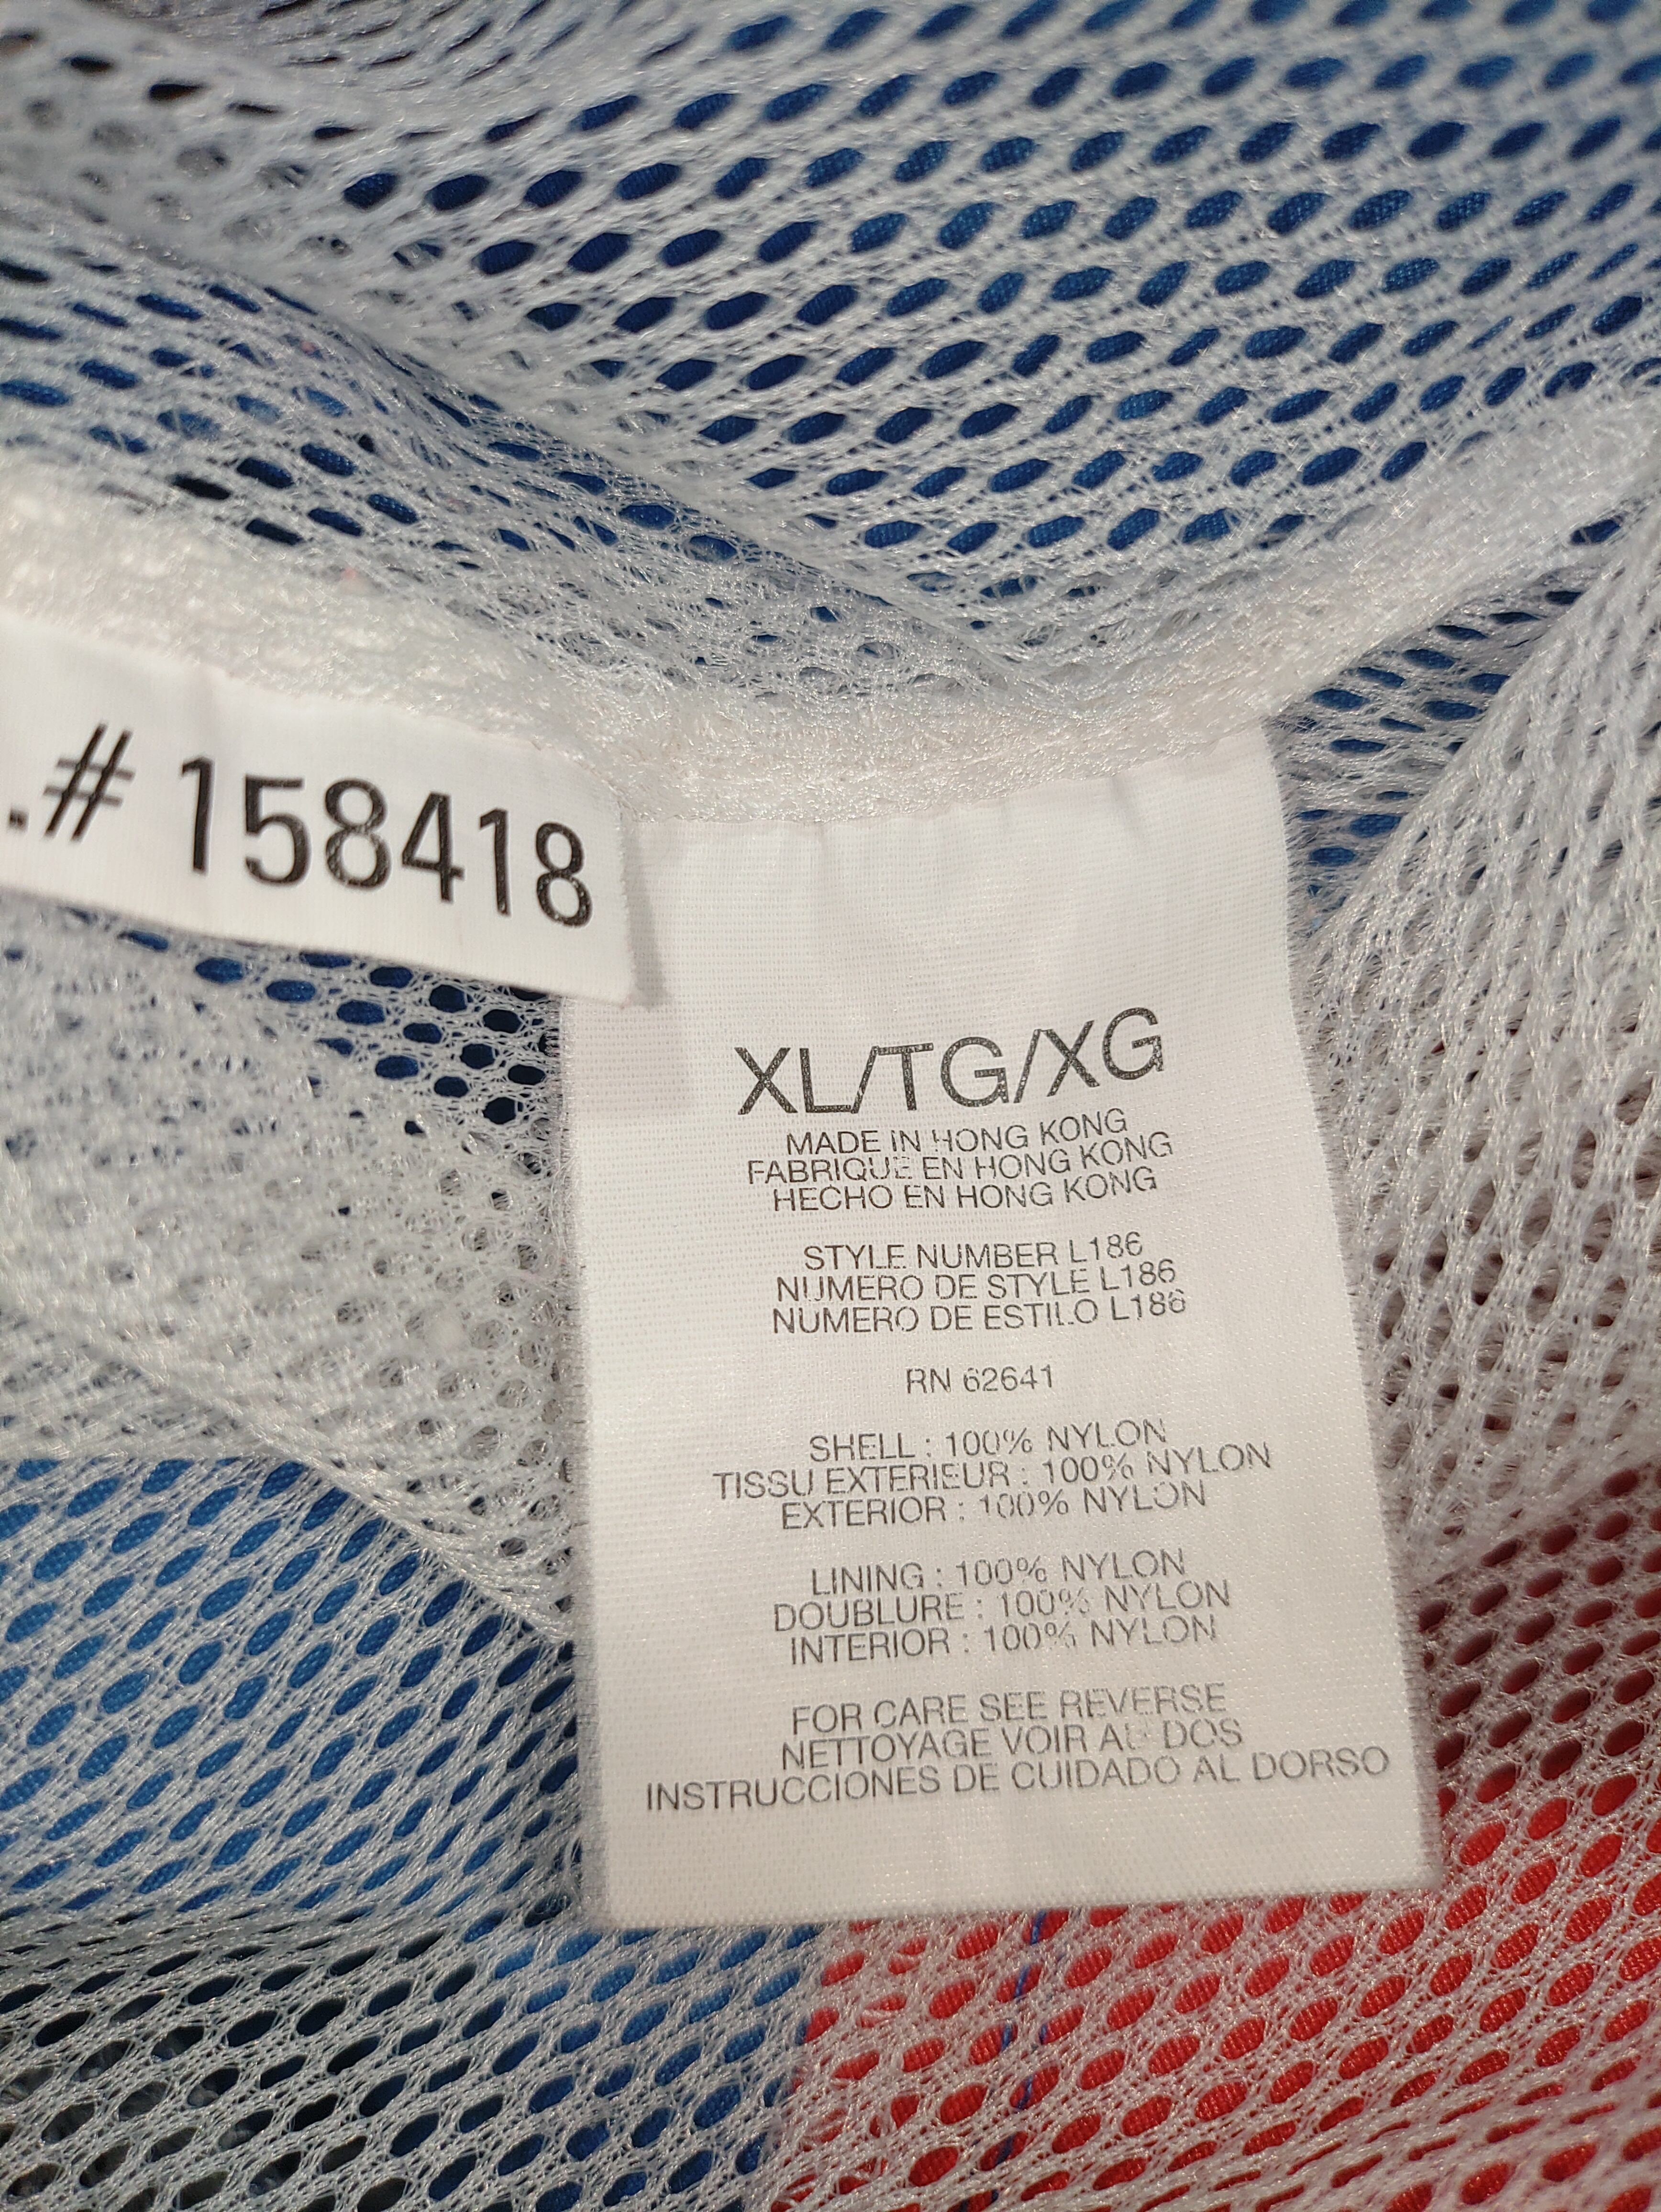 .# 158418
XL/TG/XG
MADE IN HONG KONG
FABRIQUE EN HONG KONG
HECHO EN HONG KONG
STYLE NUMBER L186
NUMERO DE STYLE L186
NUMERO DE ESTILO L186
RN 62641
SHELL : 100% NYLON
TISSU EXTERIEUR : 100% NYLON
EXTERIOR : 100% NYLON
LINING : 100% NYLON
DOUBLURE : 100% NYLON
INTERIOR : 100% NYLON
FOR CARE SEE REVERSE
NETTOYAGE VOIR AU DOS
INSTRUCCIONES DE CUIDADO AL DORSO